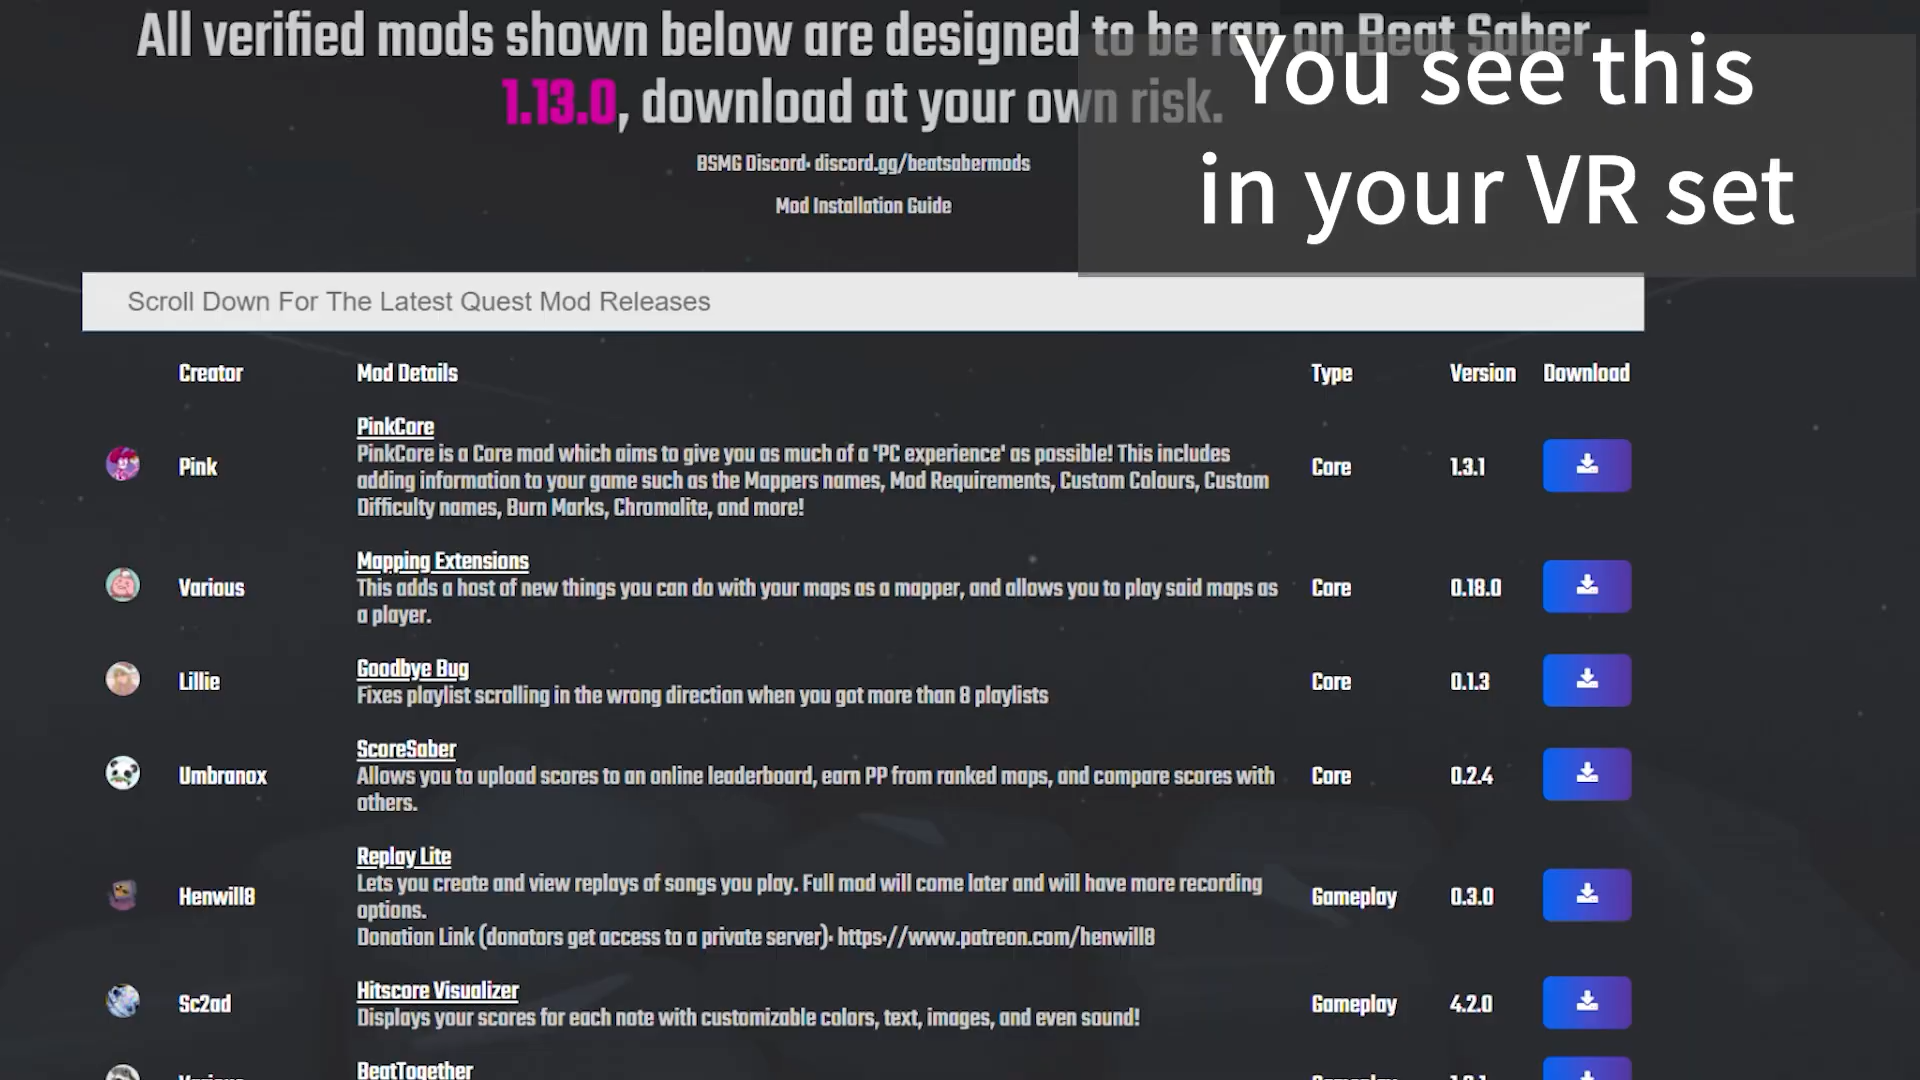 All verified mods shown below are designed to be ran on Beat Saber
1.13.0, download at your own risk.
You see this
in your VR set
BSMG Discord: discord.gg/beatsabermods
Mod Installation Guide
Scroll Down For The Latest Quest Mod Releases
Creator Mod Details Type Version Download
PinkCore
PinkCore is a Core mod which aims to give you as much of a 'PC experience' as possible! This includes
adding information to your game such as the Mappers names, Mod Requirements, Custom Colours, Custom
Difficulty names, Burn Marks, Chromalite, and more!
Pink Core 1.3.1
Mapping Extensions
This adds a host of new things you can do with your maps as a mapper, and allows you to play said maps as
a player.
Various Core 0.18.0
Goodbye Bug
Fixes playlist scrolling in the wrong direction when you got more than 8 playlists
Lillie Core 0.1.3
ScoreSaber
Allows you to upload scores to an online leaderboard, earn PP from ranked maps, and compare scores with
others.
Umbranox Core 0.2.4
Replay Lite
Lets you create and view replays of songs you play. Full mod will come later and will have more recording
options.
Donation Link (donators get access to a private server): https://www.patreon.com/henwill8
Henwill8 Gameplay 0.3.0
Hitscore Visualizer
Displays your scores for each note with customizable colors, text, images, and even sound!
Sc2ad Gameplay 4.2.0
BeatTogether